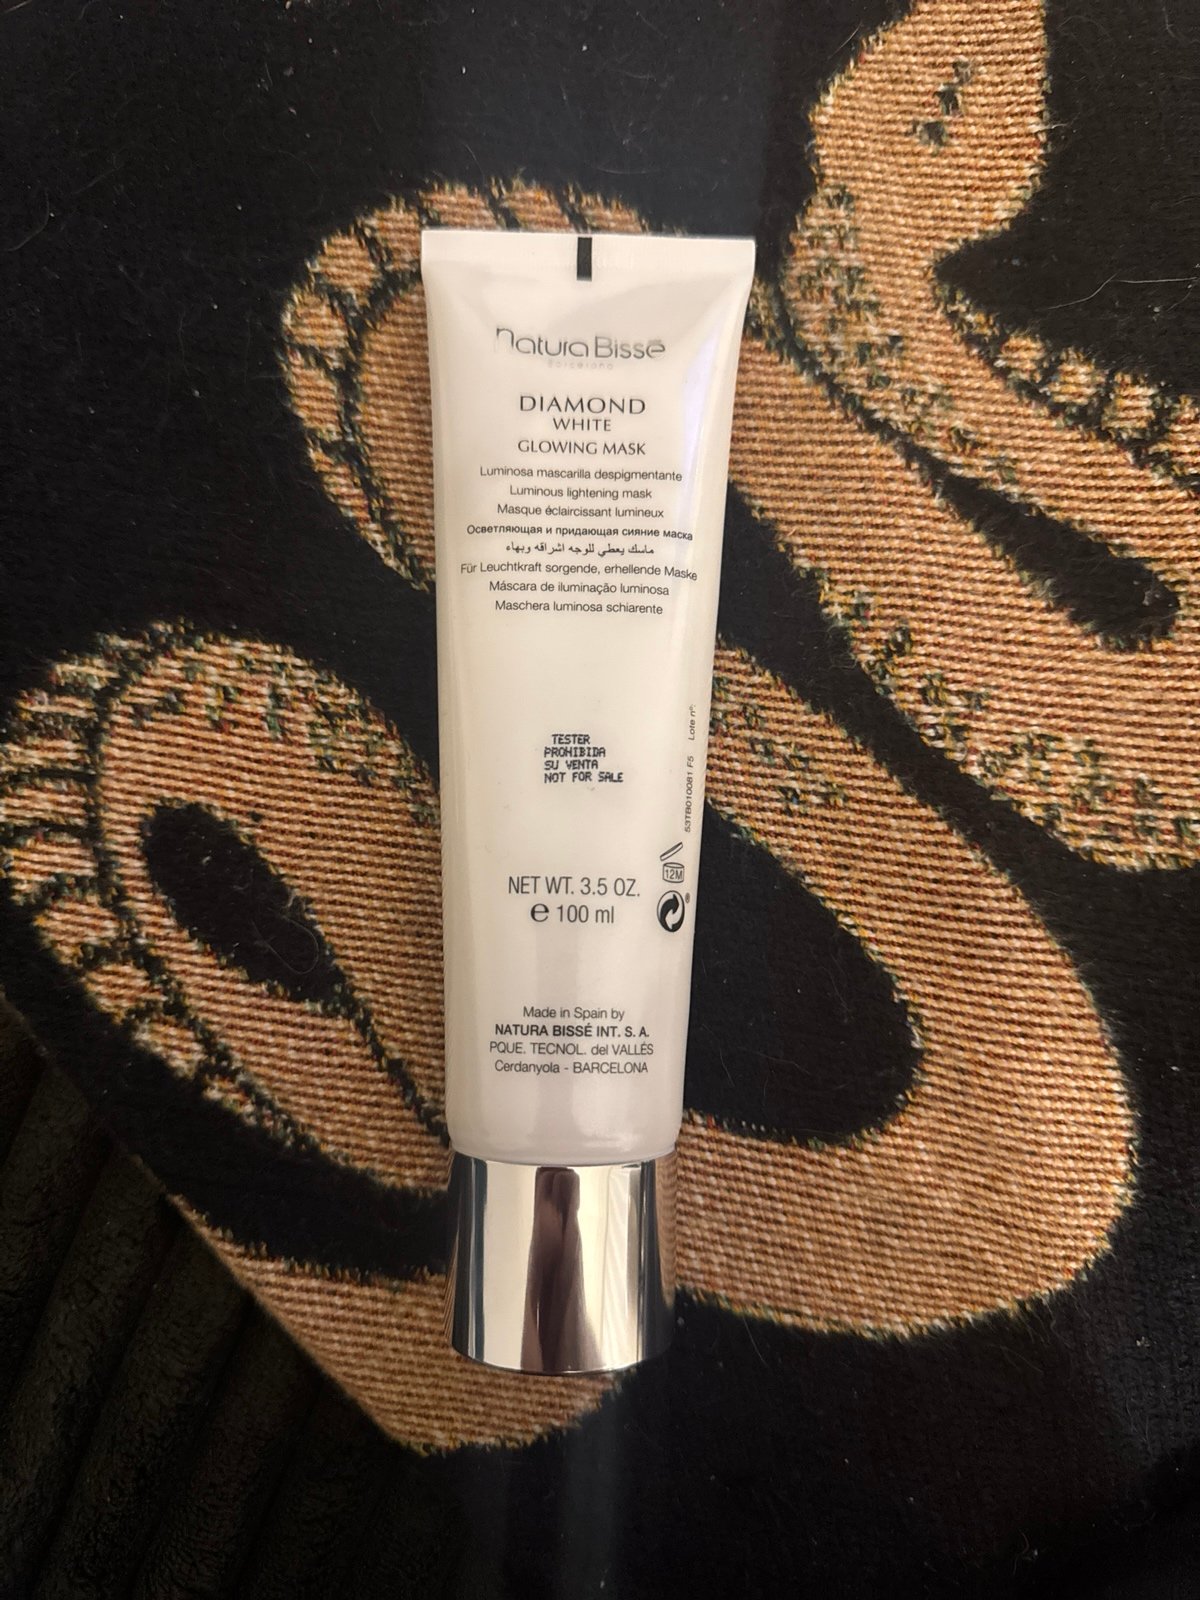 Natura Bissé
Barcelona
DIAMOND
WHITE
GLOWING MASK
Luminosa mascarilla despigmentante
Luminous lightening mask
Masque éclaircissant lumineux
Осветляющая и придающая сияние маска
ماسك يعطي للوجه اشراقه وبهاء
Für Leuchtkraft sorgende, erhellende Maske
Máscara de iluminação luminosa
Maschera luminosa schiarente
TESTER
PROHIBIDA
SU VENTA
NOT FOR SALE
53TB010081 F5 Lote nº:
12M
NET WT. 3.5 OZ.
℮ 100 ml
®
Made in Spain by
NATURA BISSÉ INT. S. A.
PQUE. TECNOL. del VALLÉS
Cerdanyola - BARCELONA